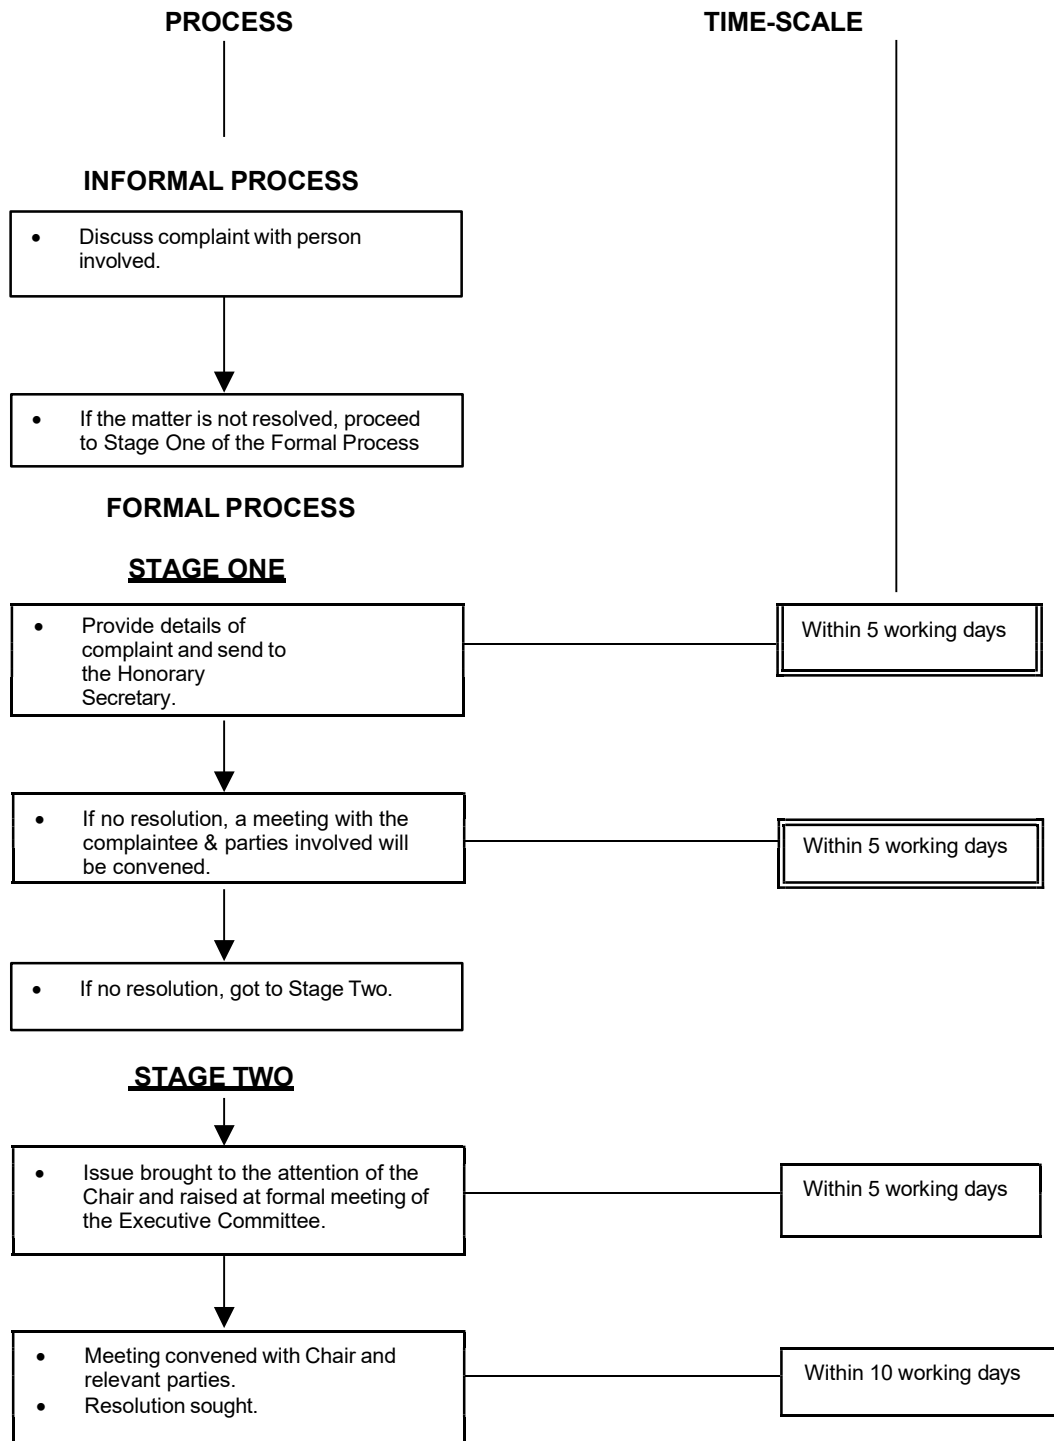 PROCESS
TIME-SCALE
INFORMAL PROCESS
• Discuss complaint with person
involved.
• If the matter is not resolved, proceed
to Stage One of the Formal Process
FORMAL PROCESS
STAGE ONE
• Provide details of
complaint and send to
the Honorary
Secretary.
Within 5 working days
• If no resolution, a meeting with the
complaintee & parties involved will
be convened.
Within 5 working days
• If no resolution, got to Stage Two.
STAGE TWO
• Issue brought to the attention of the
Chair and raised at formal meeting of
the Executive Committee.
Within 5 working days
• Meeting convened with Chair and
relevant parties.
• Resolution sought.
Within 10 working days